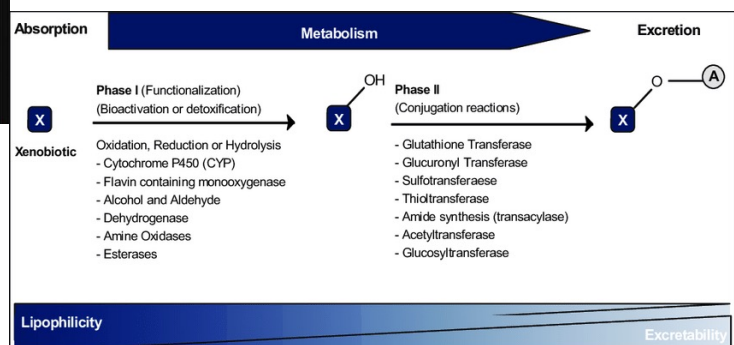 Absorption
Metabolism
Excretion
Phase I (Functionalization)
(Bioactivation or detoxification)
X
Xenobiotic
Oxidation, Reduction or Hydrolysis
- Cytochrome P450 (CYP)
- Flavin containing monooxygenase
- Alcohol and Aldehyde
- Dehydrogenase
- Amine Oxidases
- Esterases
OH
X
Phase II
(Conjugation reactions)
- Glutathione Transferase
- Glucuronyl Transferase
- Sulfotransferaese
- Thioltransferase
- Amide synthesis (transacylase)
- Acetyltransferase
- Glucosyltransferase
O
A
X
Lipophilicity
Excretability